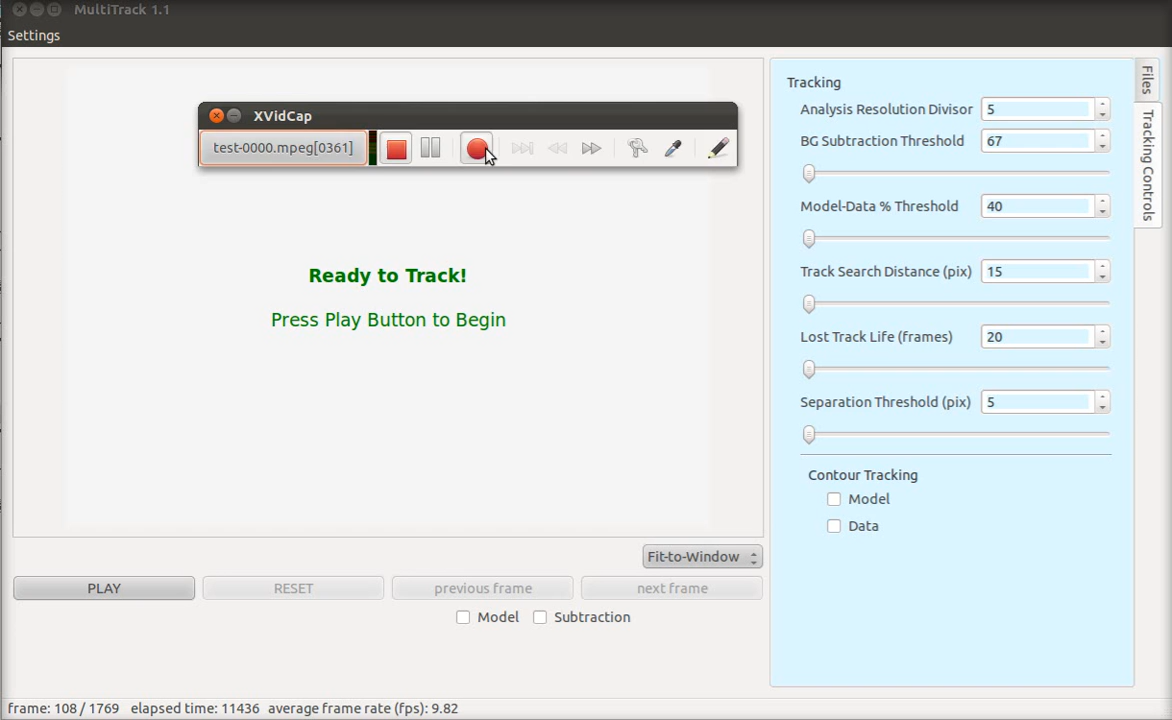 MultiTrack 1.1
Settings
XVidCap
test-0000.mpeg[0361]
Ready to Track!
Press Play Button to Begin
Fit-to-Window
PLAY
RESET
previous frame
next frame
Model
Subtraction
Tracking
Analysis Resolution Divisor 5
BG Subtraction Threshold 67
Model-Data % Threshold 40
Track Search Distance (pix) 15
Lost Track Life (frames) 20
Separation Threshold (pix) 5
Contour Tracking
Model
Data
Files
Tracking Controls
frame: 108 / 1769 elapsed time: 11436 average frame rate (fps): 9.82